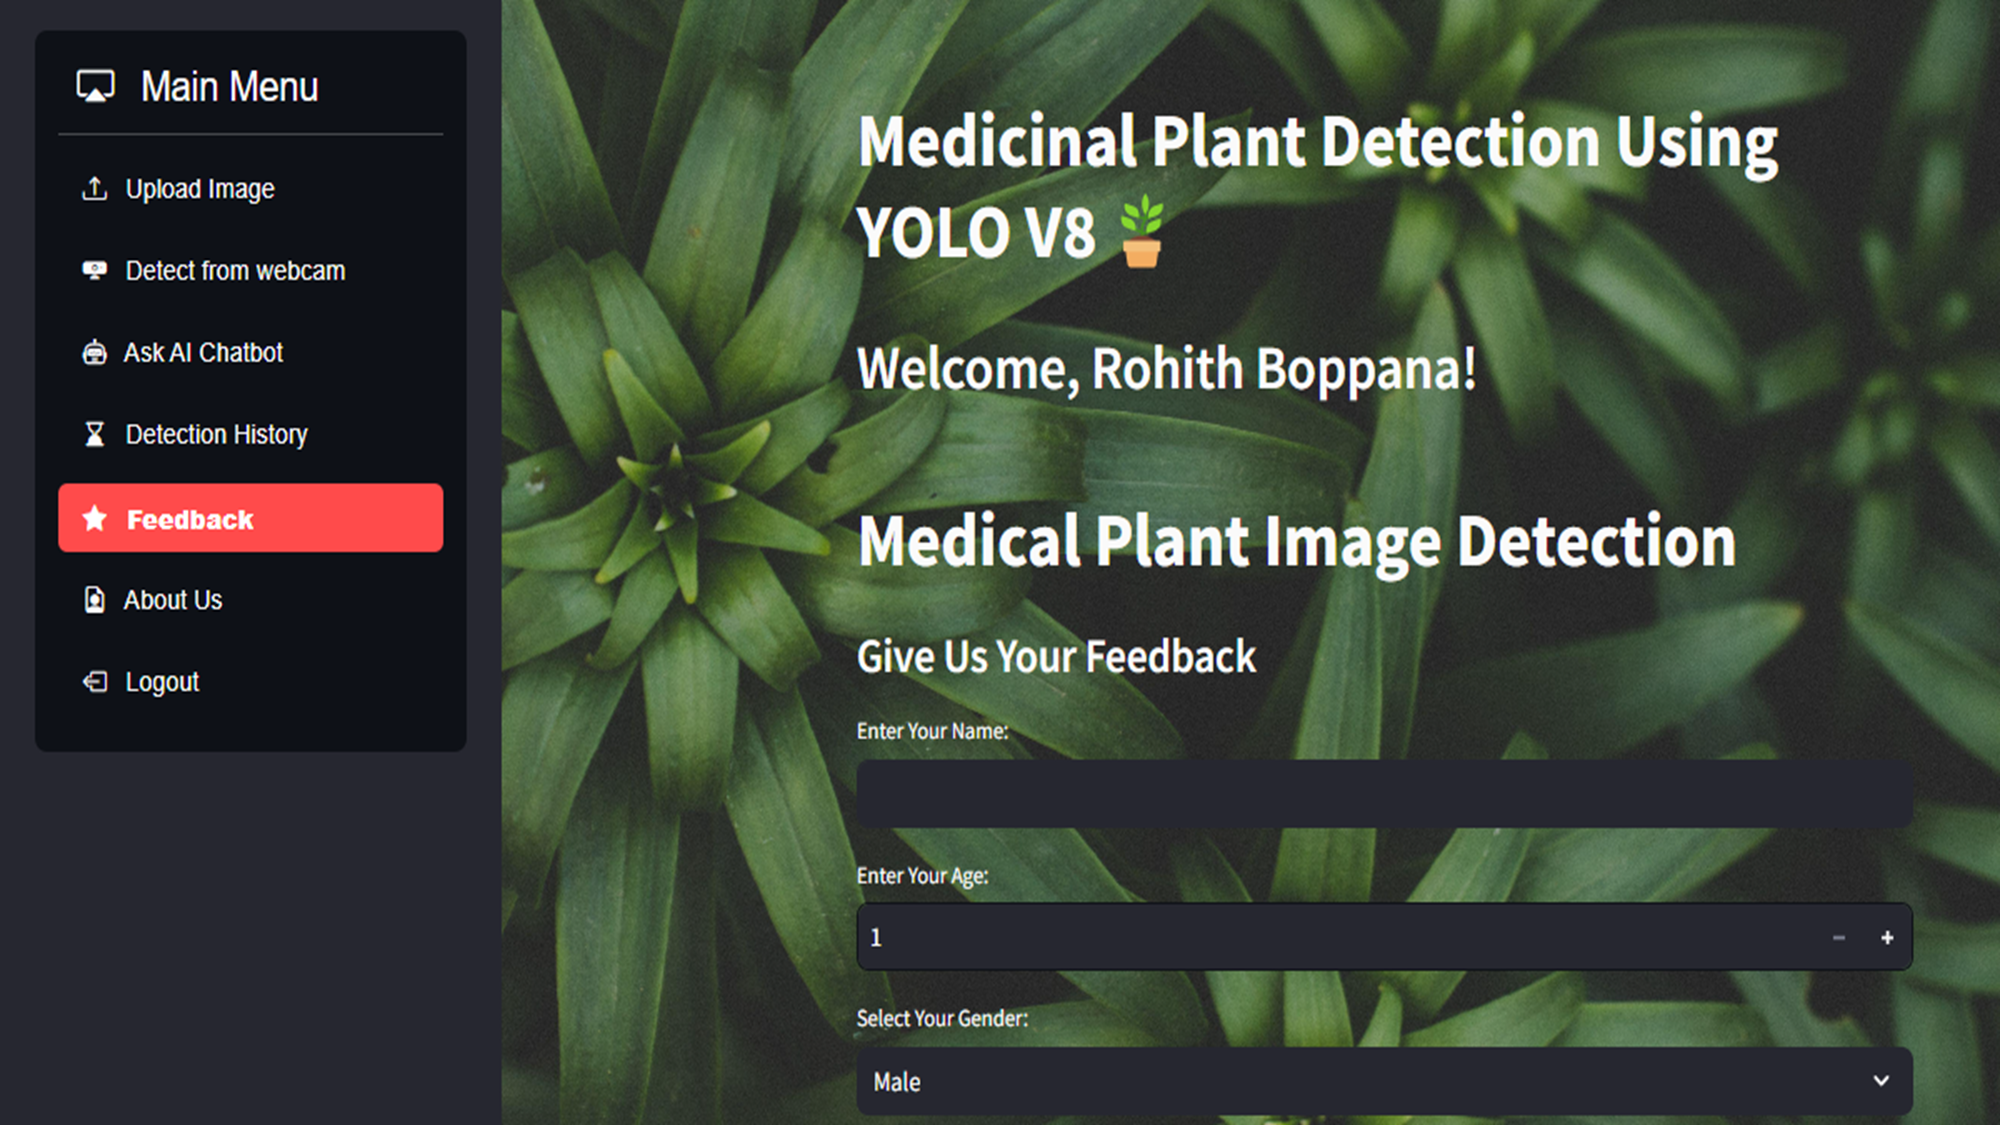 Main Menu
Upload Image
Detect from webcam
Ask AI Chatbot
Detection History
Feedback
About Us
Logout
Medicinal Plant Detection Using
YOLO V8
Welcome, Rohith Boppana!
Medical Plant Image Detection
Give Us Your Feedback
Enter Your Name:
Enter Your Age:
1
Select Your Gender:
Male